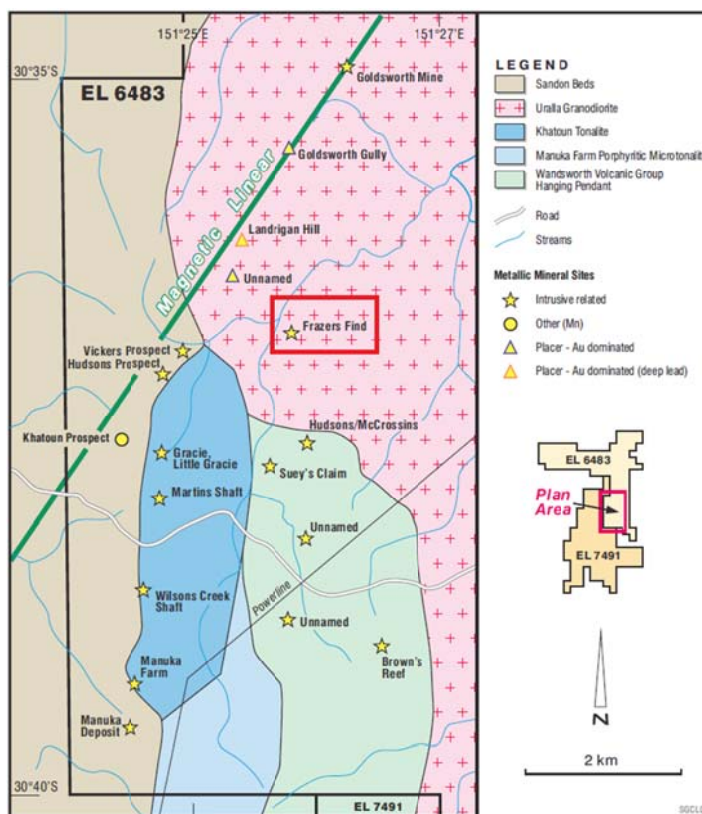 151°25'E
151°27'E
30°35'S
EL 6483
Goldsworth Mine
Goldsworth Gully
Magnetic Linear
Landrigan Hill
Unnamed
Frazers Find
Vickers Prospect
Hudsons Prospect
Khatoun Prospect
Hudsons/McCrossins
Gracie,
Little Gracie
Suey's Claim
Martins Shaft
Unnamed
Powerline
Wilsons Creek
Shaft
Unnamed
Brown's
Reef
Manuka
Farm
Manuka
Deposit
30°40'S
EL 7491
LEGEND
Sandon Beds
Uralla Granodiorite
Khatoun Tonalite
Manuka Farm Porphyritic Microtonalite
Wandsworth Volcanic Group
Hanging Pendant
Road
Streams
Metallic Mineral Sites
Intrusive related
Other (Mn)
Placer - Au dominated
Placer - Au dominated (deep lead)
EL 6483
Plan
Area
EL 7491
N
2 km